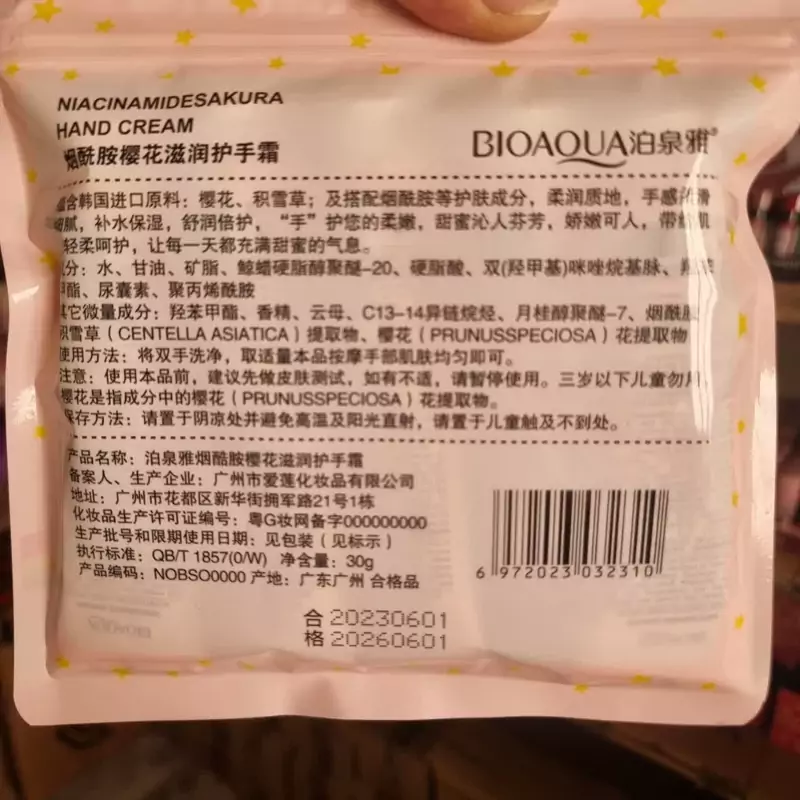 NIACINAMIDESAKURA
HAND CREAM
烟酰胺樱花滋润护手霜
BIOAQUA泊泉雅®
含韩国进口原料：樱花、积雪草；及搭配烟酰胺等护肤成分，柔润质地，手感 滑
腻，补水保湿，舒润倍护，“手”护您的柔嫩，甜蜜沁人芬芳，娇嫩可人，带给肌
轻柔呵护，让每一天都充满甜蜜的气息。
分：水、甘油、矿脂、鲸蜡硬脂醇聚醚-20、硬脂酸、双(羟甲基)咪唑烷基脲、
甲酯、尿囊素、聚丙烯酰胺
其它微量成分：羟苯甲酯、香精、云母、C13-14异链烷烃、月桂醇聚醚-7、烟酰胺
积雪草（CENTELLA ASIATICA）提取物、樱花（PRUNUSSPECIOSA）花提取物
使用方法：将双手洗净，取适量本品按摩手部肌肤均匀即可。
注意：使用本品前，建议先做皮肤测试，如有不适，请暂停使用。三岁以下儿童勿用
樱花是指成分中的樱花（PRUNUSSPECIOSA）花提取物。
保存方法：请置于阴凉处并避免高温及阳光直射，请置于儿童触及不到处。
产品名称：泊泉雅烟酰胺樱花滋润护手霜
备案人、生产企业：广州市爱莲化妆品有限公司
地址：广州市花都区新华街拥军路21号1栋
化妆品生产许可证编号：粤G妆网备字000000000
生产批号和限期使用日期：见包装（见标示）
执行标准：QB/T 1857(0/W) 净含量：30g
产品编码：NOBSO0000 产地：广东广州 合格品
6 972023 032310
合 20230601
格 20260601
BIOAQUA